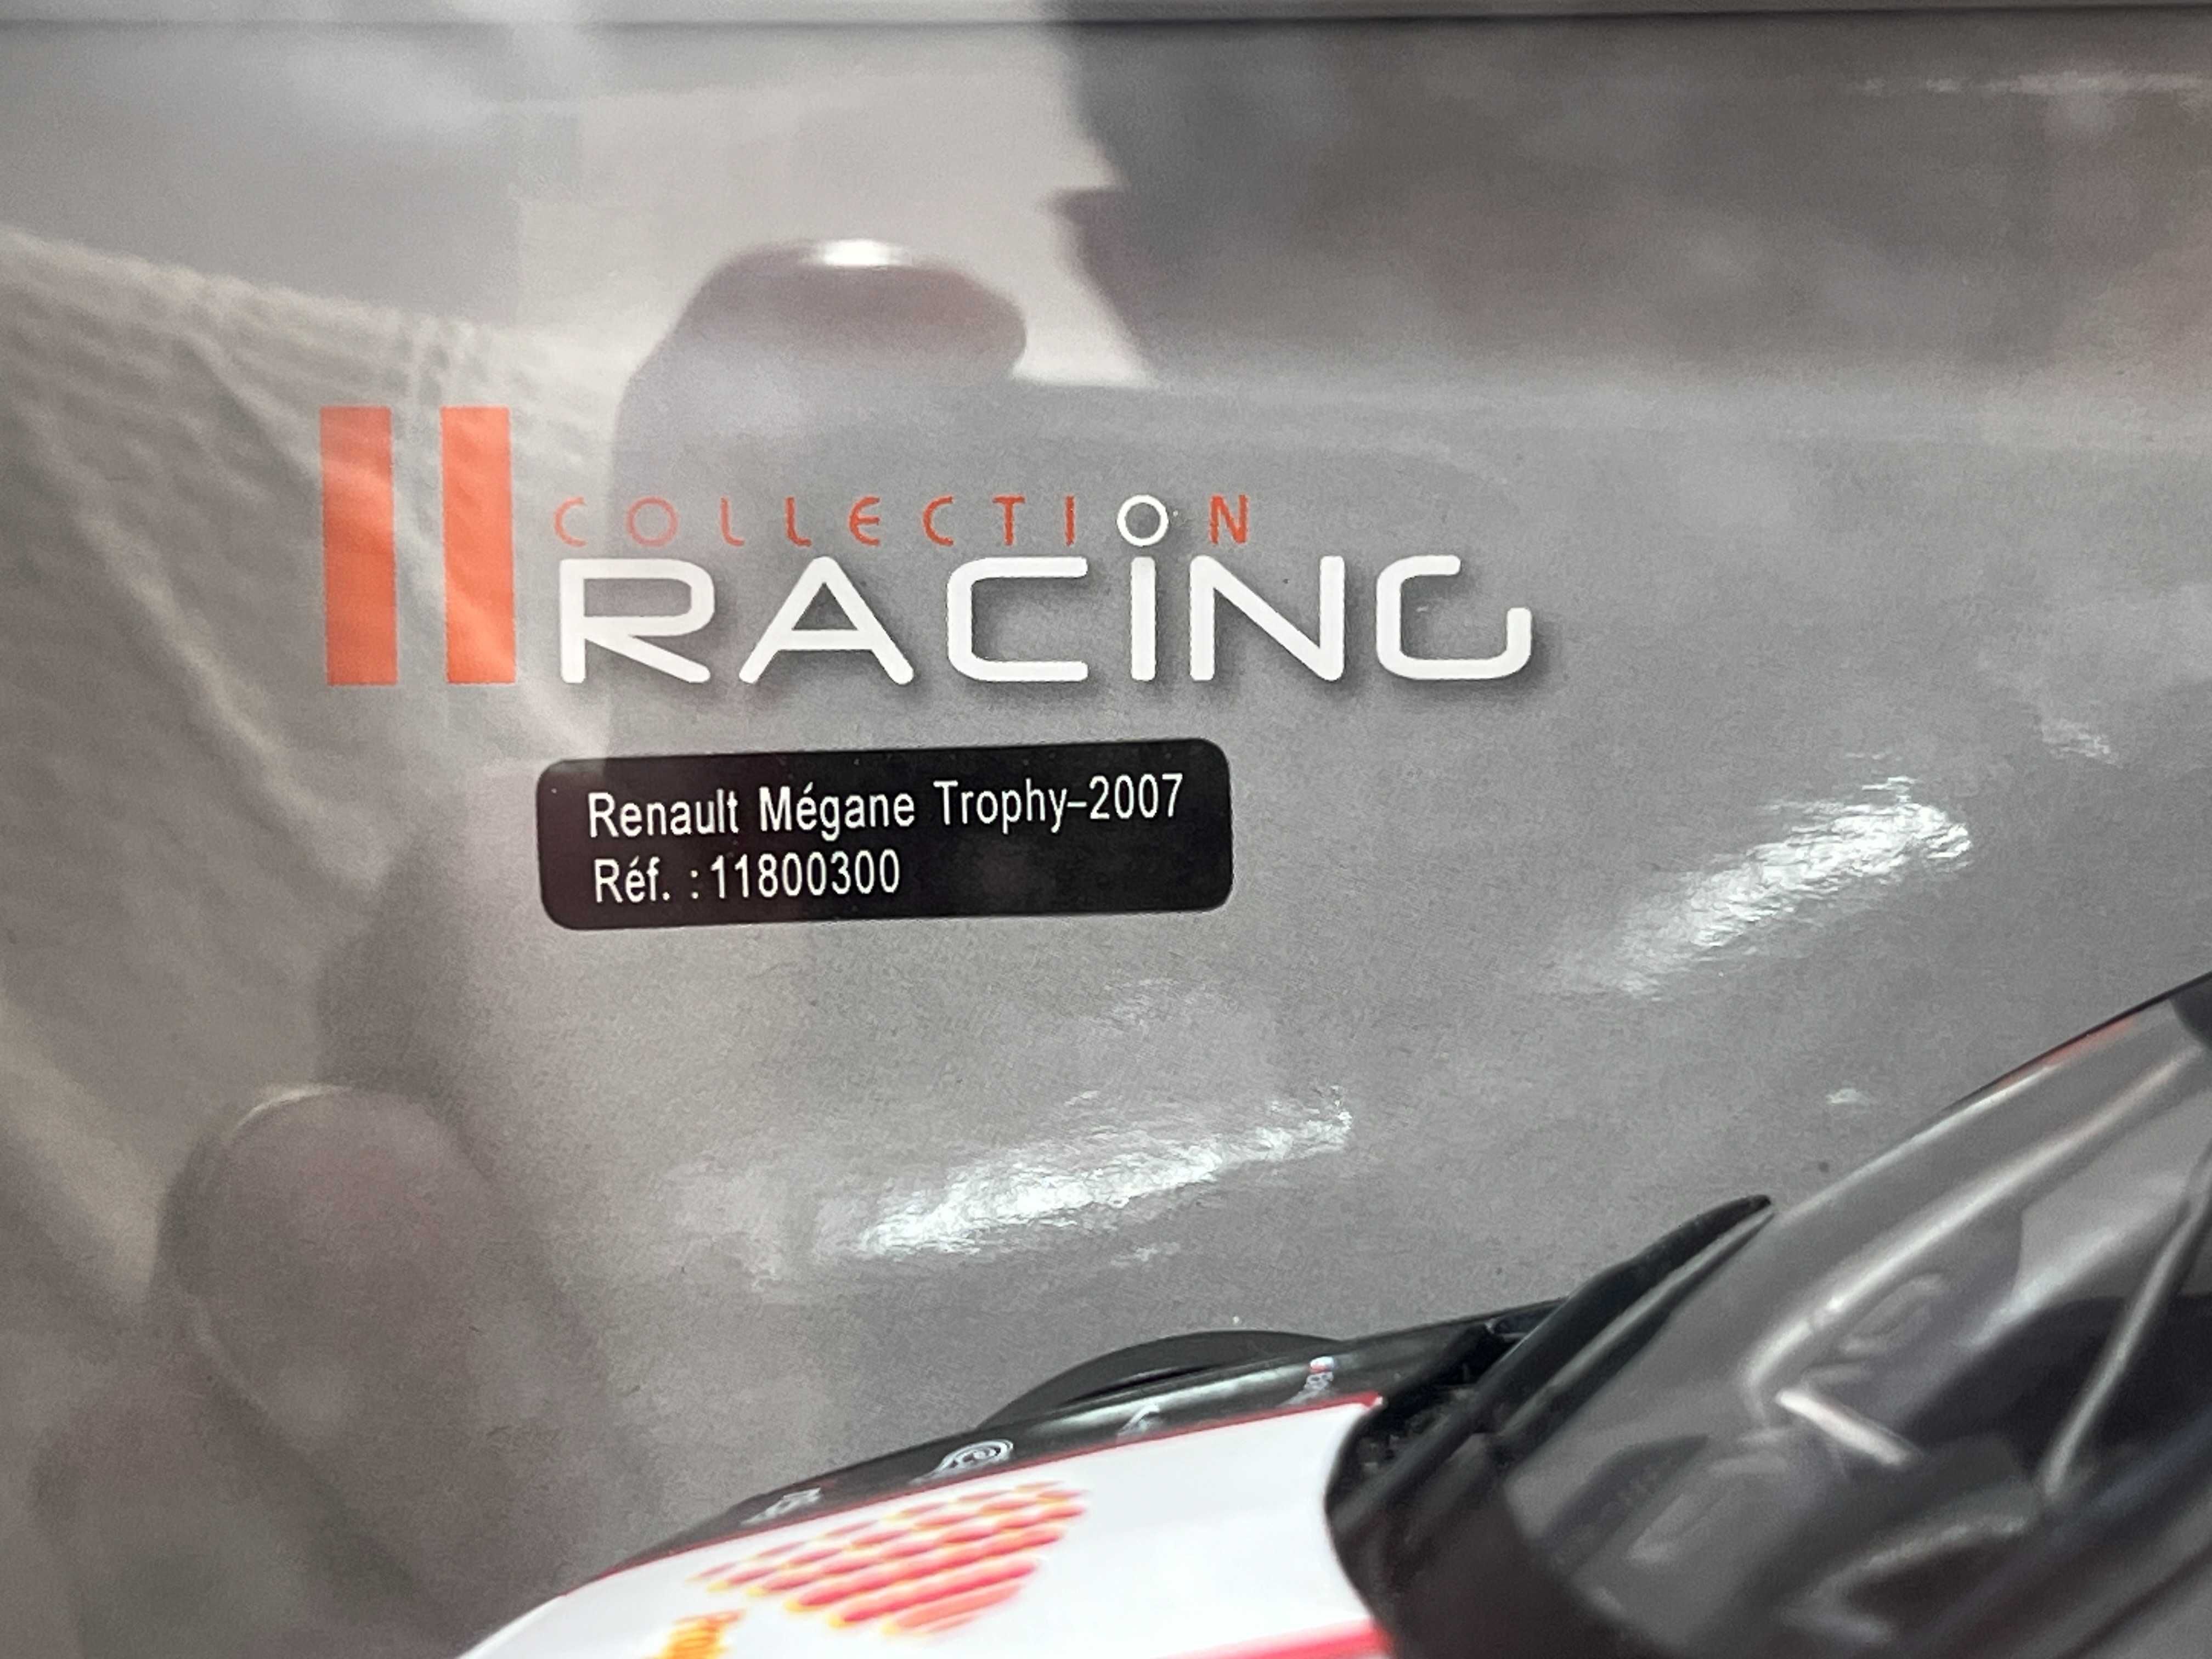 COLLECTION
RACING
Renault Mégane Trophy-2007
Réf. : 11800300